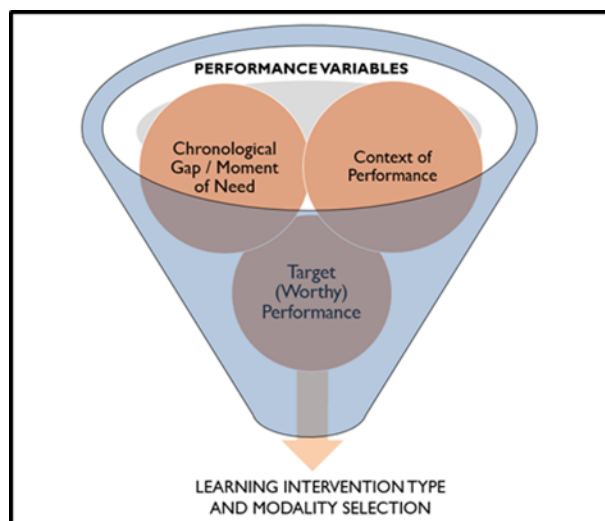 PERFORMANCE VARIABLES
Chronological
Gap / Moment
of Need
Context of
Performance
Target
(Worthy)
Performance
LEARNING INTERVENTION TYPE
AND MODALITY SELECTION